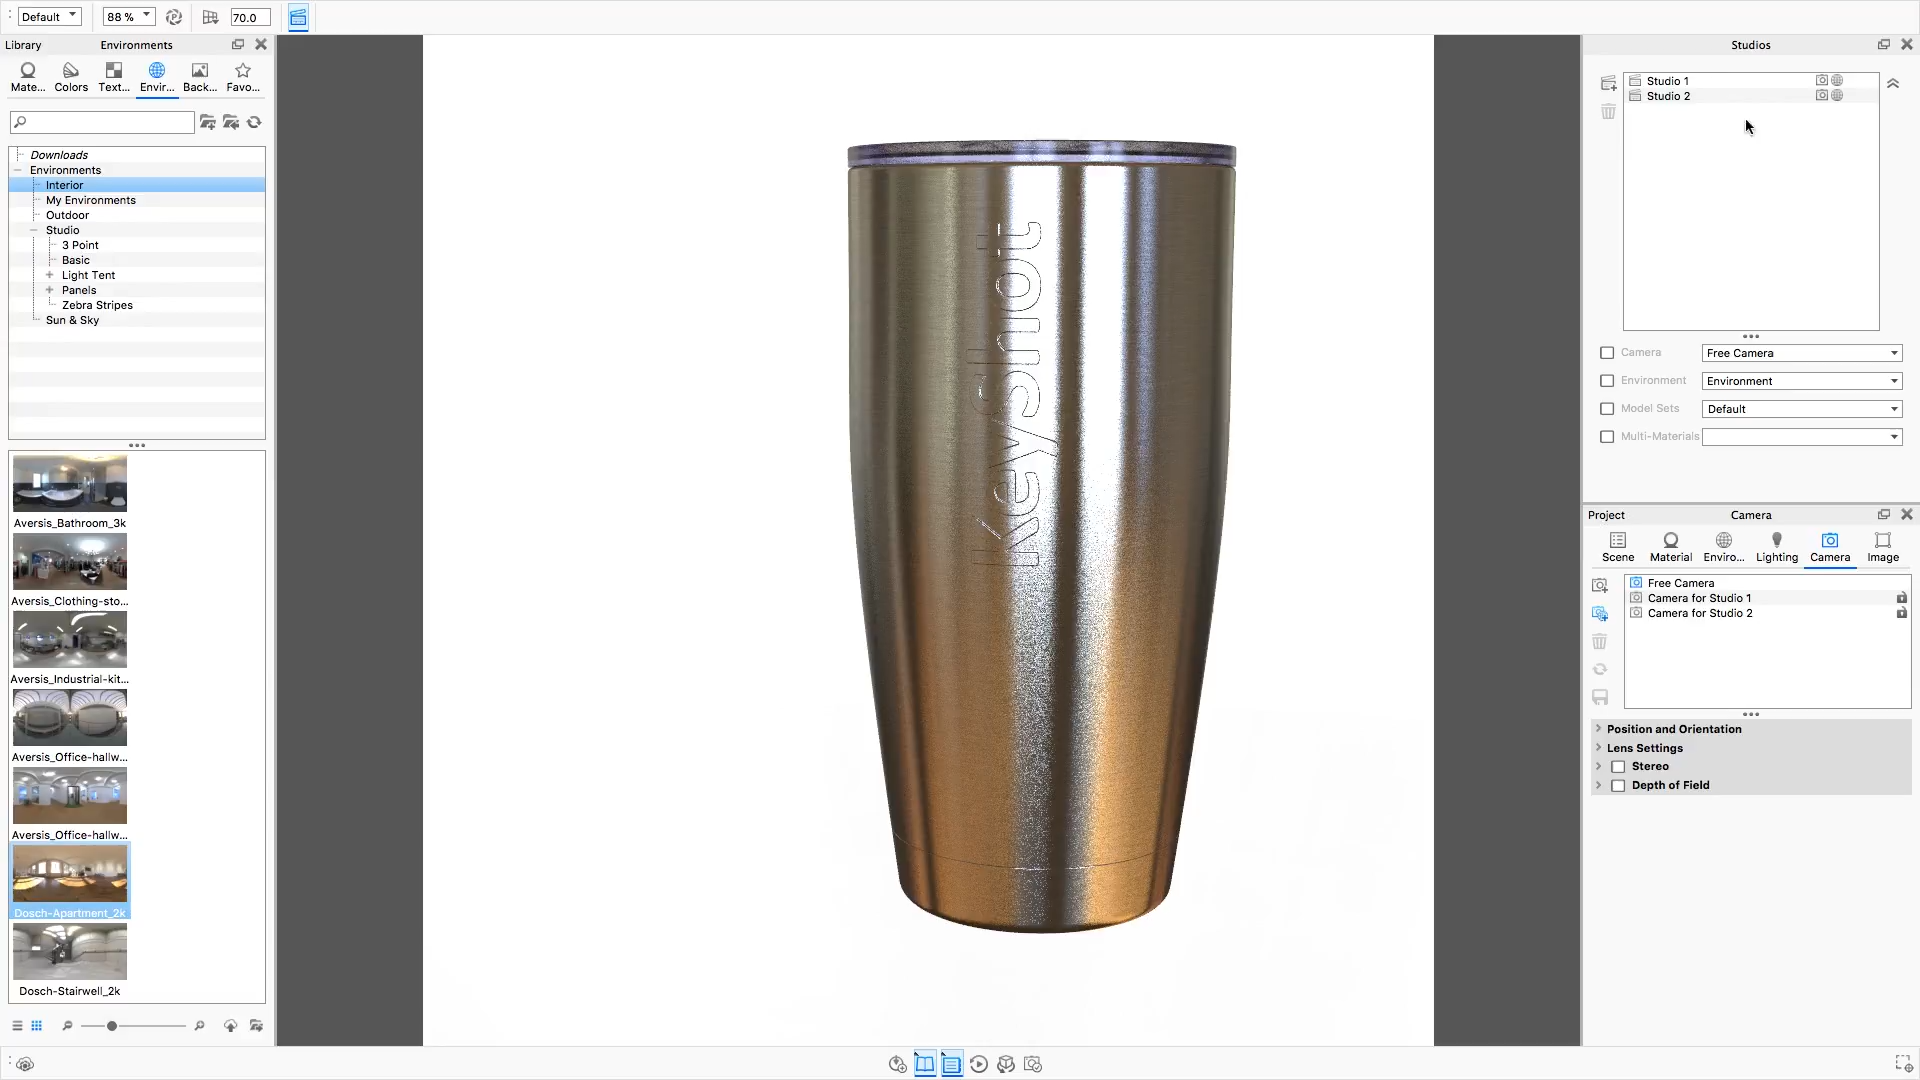 Default
88 %
70.0
Library
Environments
Mate...
Colors
Text...
Envir...
Back...
Favo...
Downloads
Environments
Interior
My Environments
Outdoor
Studio
3 Point
Basic
Light Tent
Panels
Zebra Stripes
Sun & Sky
Aversis_Bathroom_3k
Aversis_Clothing-sto...
Aversis_Industrial-kit...
Aversis_Office-hallw...
Aversis_Office-hallw...
Dosch-Apartment_2k
Dosch-Stairwell_2k
KeyShot
Studios
Studio 1
Studio 2
Camera
Free Camera
Environment
Environment
Model Sets
Default
Multi-Materials
Project
Camera
Scene
Material
Enviro...
Lighting
Camera
Image
Free Camera
Camera for Studio 1
Camera for Studio 2
Position and Orientation
Lens Settings
Stereo
Depth of Field